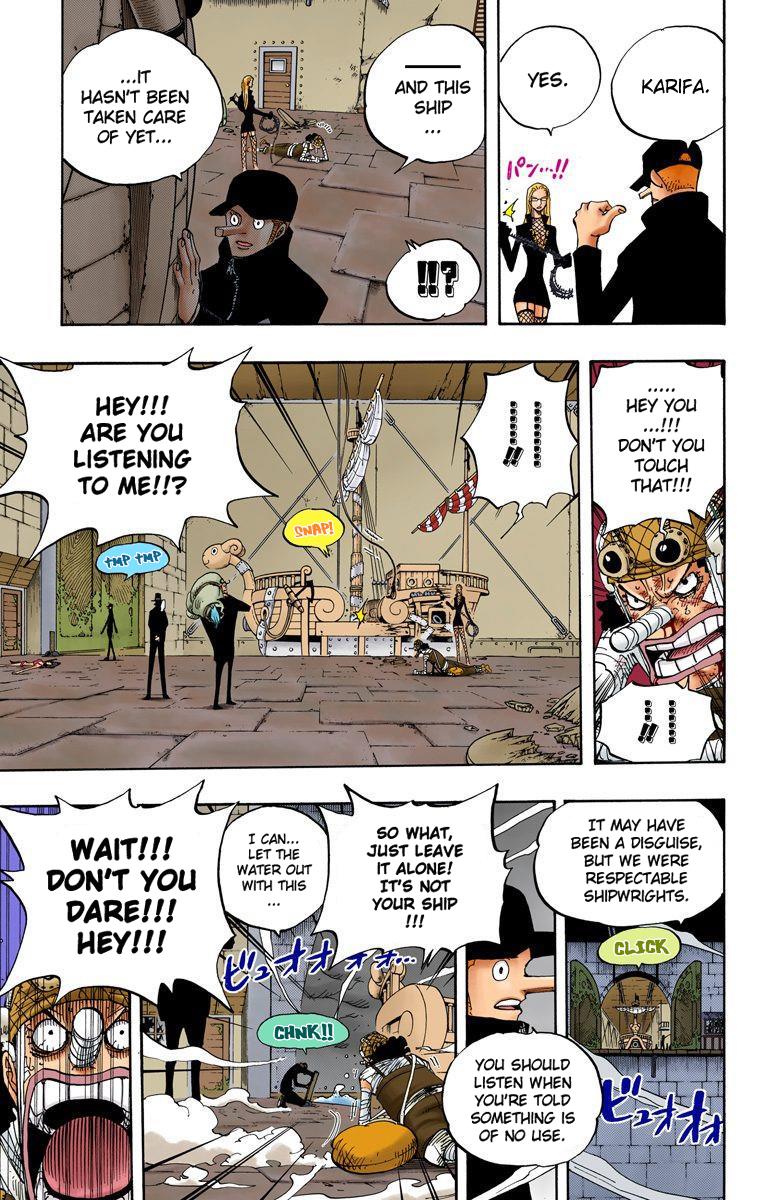 KARIFA.
YES.
パン…!!
AND THIS
SHIP
...
...IT
HASN'T BEEN
TAKEN CARE
OF YET...
!!?
.....
HEY YOU
...!!!
DON'T YOU
TOUCH
THAT!!!
!!
!!
HEY!!!
ARE YOU
LISTENING
TO ME!!?
SNAP!
TMP TMP
IT MAY HAVE
BEEN A DISGUISE,
BUT WE WERE
RESPECTABLE
SHIPWRIGHTS.
CLICK
ビュオオオ
YOU SHOULD
LISTEN WHEN
YOU'RE TOLD
SOMETHING IS
OF NO USE.
SO WHAT,
JUST LEAVE
IT ALONE!
IT'S NOT
YOUR SHIP
!!!
I CAN...
LET THE
WATER OUT
WITH THIS
...
ビュオオオオ...
CHNK!!
WAIT!!!
DON'T YOU
DARE!!!
HEY!!!